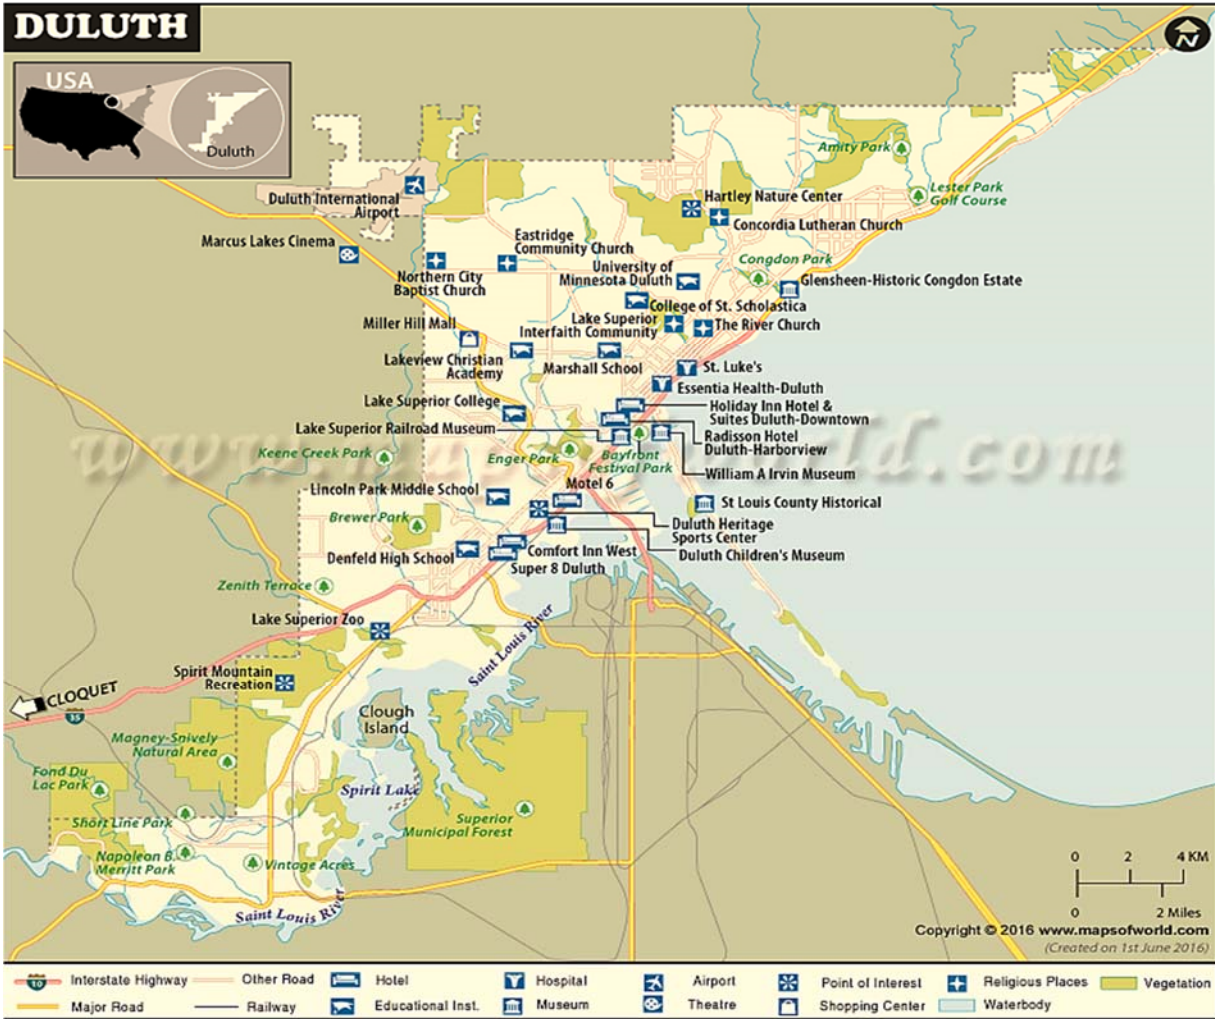 DULUTH
N
USA
Duluth
Amity Park
Lester Park
Golf Course
Hartley Nature Center
Duluth International
Airport
Concordia Lutheran Church
Marcus Lakes Cinema
Eastridge
Community Church
Congdon Park
Northern City
Baptist Church
University of
Minnesota Duluth
Glensheen-Historic Congdon Estate
College of St. Scholastica
Lake Superior
Interfaith Community
The River Church
Miller Hill Mall
Lakeview Christian
Academy
Marshall School
St. Luke's
Essentia Health-Duluth
Lake Superior College
Holiday Inn Hotel &
Suites Duluth-Downtown
Lake Superior Railroad Museum
Radisson Hotel
Duluth-Harborview
www.mapsofworld.com
Keene Creek Park
Enger Park
Bayfront
Festival Park
William A Irvin Museum
Motel 6
Lincoln Park Middle School
St Louis County Historical
Brewer Park
Duluth Heritage
Sports Center
Denfeld High School
Comfort Inn West
Duluth Children's Museum
Super 8 Duluth
Zenith Terrace
Lake Superior Zoo
Saint Louis River
Spirit Mountain
Recreation
CLOQUET
35
Clough
Island
Magney-Snively
Natural Area
Fond Du
Lac Park
Spirit Lake
Short Line Park
Superior
Municipal Forest
Napoleon B.
Merritt Park
Vintage Acres
Saint Louis River
0 2 4 KM
0 2 Miles
Copyright © 2016 www.mapsofworld.com
(Created on 1st June 2016)
10 Interstate Highway Other Road Hotel Hospital Airport Point of Interest Religious Places Vegetation
Major Road Railway Educational Inst. Museum Theatre Shopping Center Waterbody